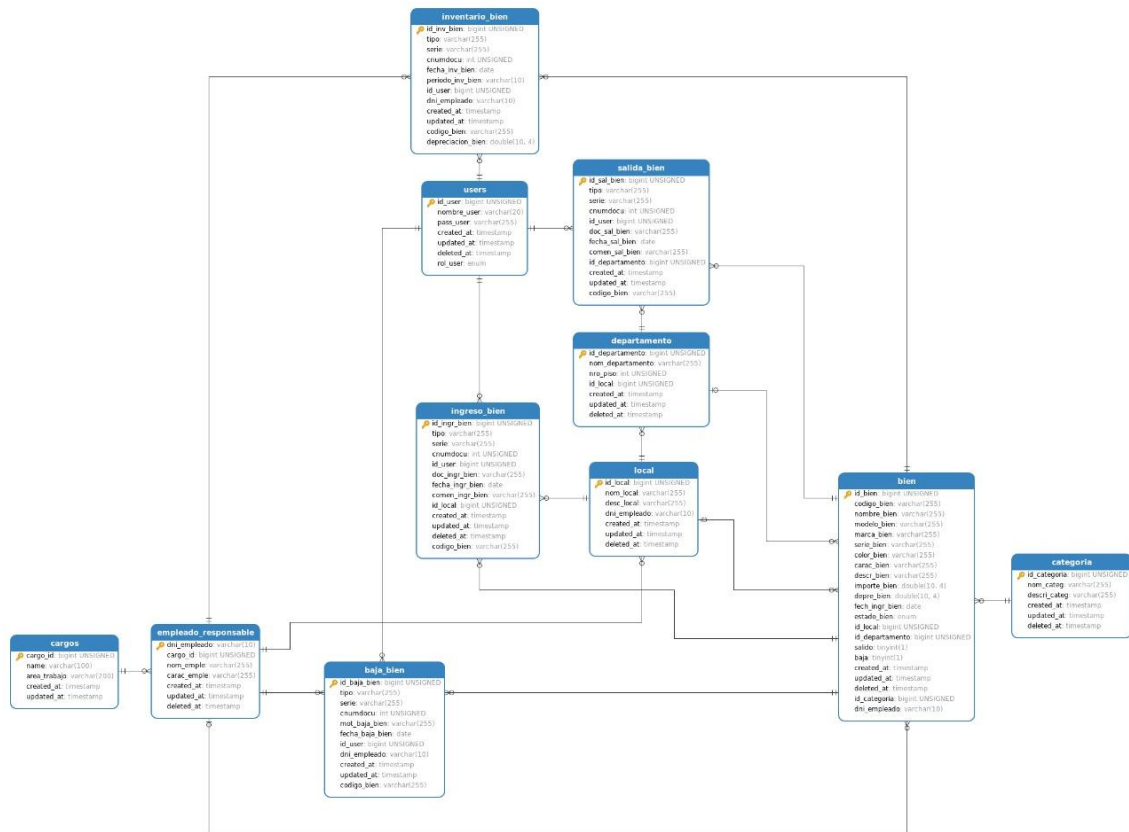 inventario_bien
id_inv_bien: bigint UNSIGNED
tipo: varchar(255)
serie: varchar(255)
cnumdocu: int UNSIGNED
fecha_inv_bien: date
periodo_inv_bien: varchar(10)
id_user: bigint UNSIGNED
dni_empleado: varchar(10)
created_at: timestamp
updated_at: timestamp
codigo_bien: varchar(255)
depreciacion_bien: double(10, 4)
users
id_user: bigint UNSIGNED
nombre_user: varchar(20)
pass_user: varchar(255)
created_at: timestamp
updated_at: timestamp
deleted_at: timestamp
rol_user: enum
salida_bien
id_sal_bien: bigint UNSIGNED
tipo: varchar(255)
serie: varchar(255)
cnumdocu: int UNSIGNED
id_user: bigint UNSIGNED
doc_sal_bien: varchar(255)
fecha_sal_bien: date
comen_sal_bien: varchar(255)
id_departamento: bigint UNSIGNED
created_at: timestamp
updated_at: timestamp
codigo_bien: varchar(255)
departamento
id_departamento: bigint UNSIGNED
nom_departamento: varchar(255)
nro_piso: int UNSIGNED
id_local: bigint UNSIGNED
created_at: timestamp
updated_at: timestamp
deleted_at: timestamp
ingreso_bien
id_ingr_bien: bigint UNSIGNED
tipo: varchar(255)
serie: varchar(255)
cnumdocu: int UNSIGNED
id_user: bigint UNSIGNED
doc_ingr_bien: varchar(255)
fecha_ingr_bien: date
comen_ingr_bien: varchar(255)
id_local: bigint UNSIGNED
created_at: timestamp
updated_at: timestamp
deleted_at: timestamp
codigo_bien: varchar(255)
local
id_local: bigint UNSIGNED
nom_local: varchar(255)
desc_local: varchar(255)
dni_empleado: varchar(10)
created_at: timestamp
updated_at: timestamp
deleted_at: timestamp
bien
id_bien: bigint UNSIGNED
codigo_bien: varchar(255)
nombre_bien: varchar(255)
modelo_bien: varchar(255)
marca_bien: varchar(255)
serie_bien: varchar(255)
color_bien: varchar(255)
carac_bien: varchar(255)
descr_bien: varchar(255)
importe_bien: double(10, 4)
depre_bien: double(10, 4)
fech_ingr_bien: date
estado_bien: enum
id_local: bigint UNSIGNED
id_departamento: bigint UNSIGNED
salido: tinyint(1)
baja: tinyint(1)
created_at: timestamp
updated_at: timestamp
deleted_at: timestamp
id_categoria: bigint UNSIGNED
dni_empleado: varchar(10)
categoria
id_categoria: bigint UNSIGNED
nom_categ: varchar(255)
descri_categ: varchar(255)
created_at: timestamp
updated_at: timestamp
deleted_at: timestamp
cargos
cargo_id: bigint UNSIGNED
name: varchar(100)
area_trabajo: varchar(200)
created_at: timestamp
updated_at: timestamp
empleado_responsable
dni_empleado: varchar(10)
cargo_id: bigint UNSIGNED
nom_emple: varchar(255)
carac_emple: varchar(255)
created_at: timestamp
updated_at: timestamp
deleted_at: timestamp
baja_bien
id_baja_bien: bigint UNSIGNED
tipo: varchar(255)
serie: varchar(255)
cnumdocu: int UNSIGNED
mot_baja_bien: varchar(255)
fecha_baja_bien: date
id_user: bigint UNSIGNED
dni_empleado: varchar(10)
created_at: timestamp
updated_at: timestamp
codigo_bien: varchar(255)